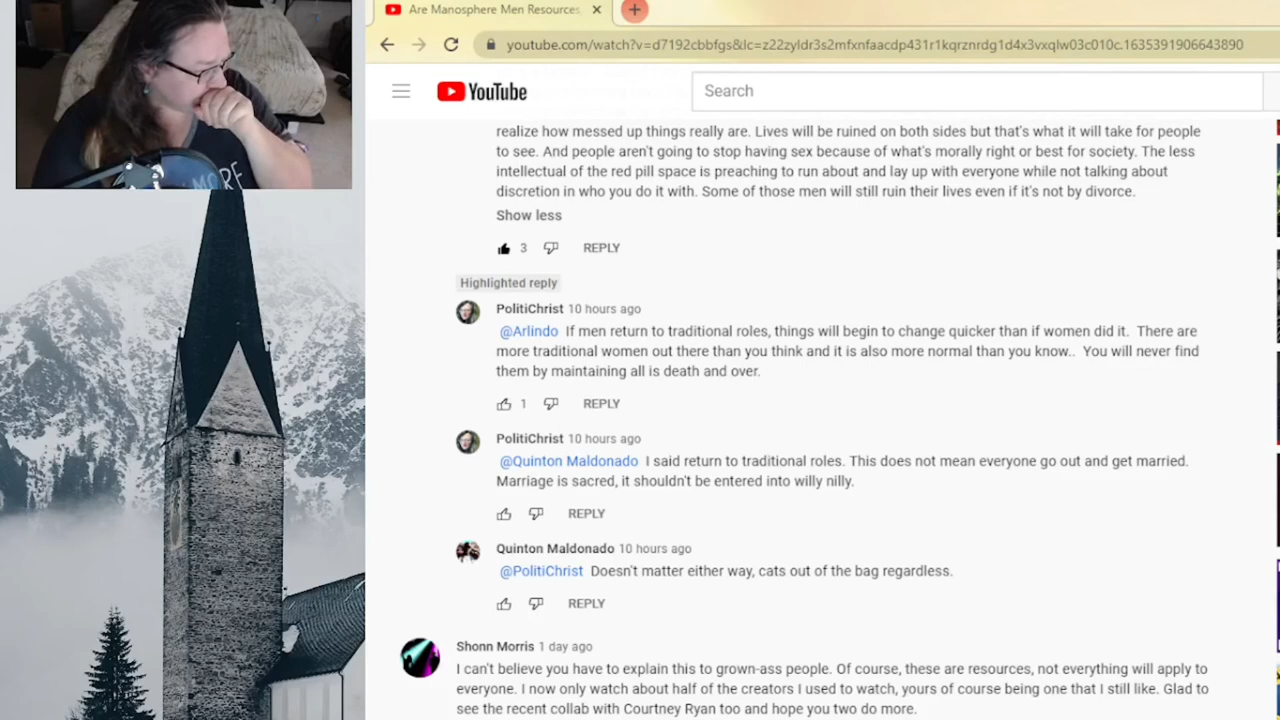 Are Manosphere Men Resources
youtube.com/watch?v=d7192cbbfgs&lc=z22zyldr3s2mfxnfaacdp431r1kqrznrdg1d4x3vxqlw03c010c.1635391906643890
YouTube
Search
realize how messed up things really are. Lives will be ruined on both sides but that's what it will take for people
to see. And people aren't going to stop having sex because of what's morally right or best for society. The less
intellectual of the red pill space is preaching to run about and lay up with everyone while not talking about
discretion in who you do it with. Some of those men will still ruin their lives even if it's not by divorce.
Show less
3 REPLY
Highlighted reply
PolitiChrist 10 hours ago
@Arlindo If men return to traditional roles, things will begin to change quicker than if women did it. There are
more traditional women out there than you think and it is also more normal than you know.. You will never find
them by maintaining all is death and over.
1 REPLY
PolitiChrist 10 hours ago
@Quinton Maldonado I said return to traditional roles. This does not mean everyone go out and get married.
Marriage is sacred, it shouldn't be entered into willy nilly.
REPLY
Quinton Maldonado 10 hours ago
@PolitiChrist Doesn't matter either way, cats out of the bag regardless.
REPLY
Shonn Morris 1 day ago
I can't believe you have to explain this to grown-ass people. Of course, these are resources, not everything will apply to
everyone. I now only watch about half of the creators I used to watch, yours of course being one that I still like. Glad to
see the recent collab with Courtney Ryan too and hope you two do more.